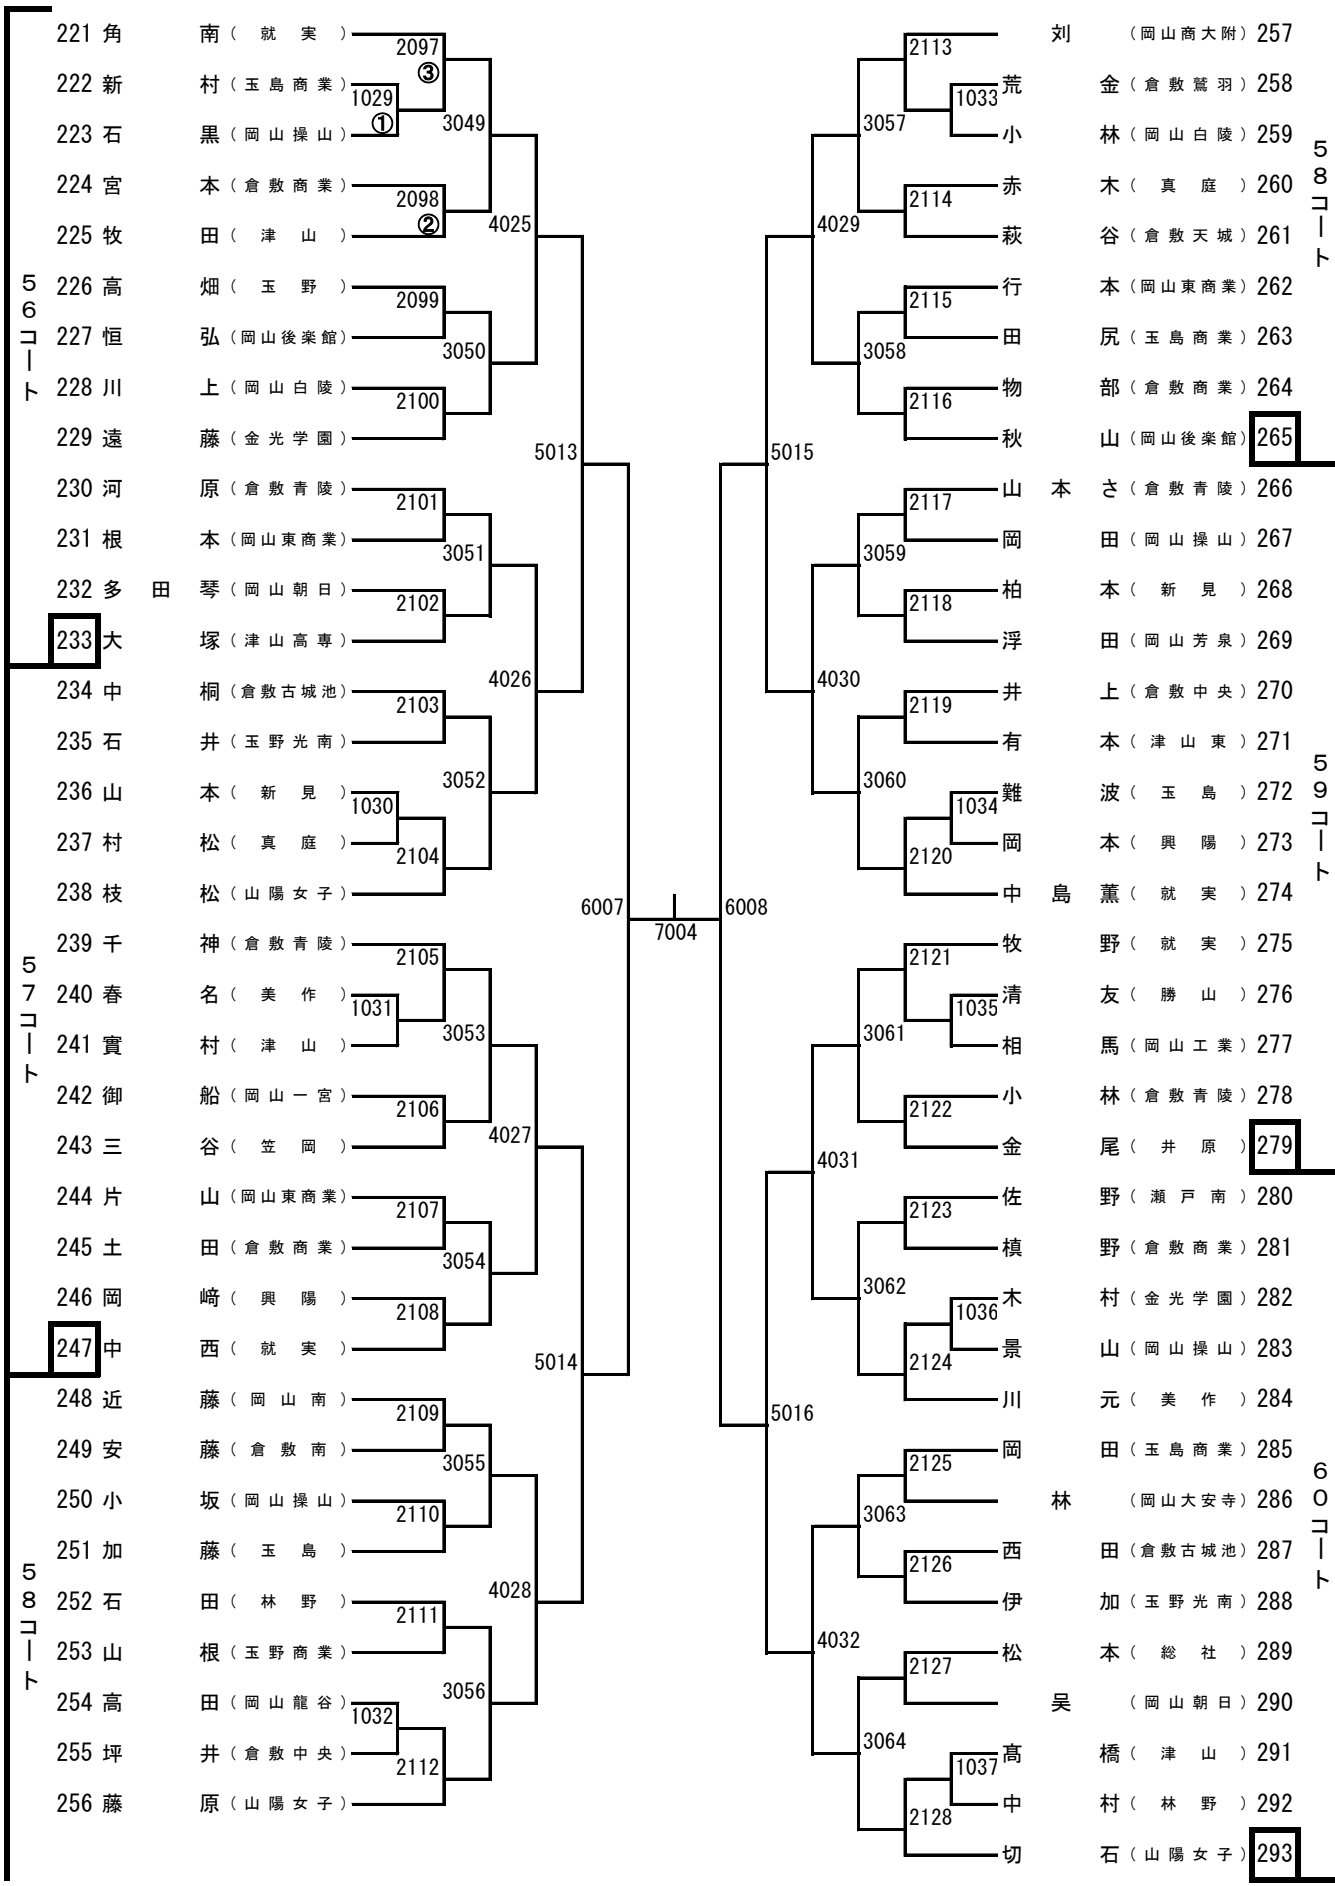 221 角南（就実）
222 新村（玉島商業）
223 石黒（岡山操山）
224 宮本（倉敷商業）
225 牧田（津山）
226 高畑（玉野）
227 恒弘（岡山後楽館）
228 川上（岡山白陵）
229 遠藤（金光学園）
230 河原（倉敷青陵）
231 根本（岡山東商業）
232 多田琴（岡山朝日）
233 大塚（津山高専）
234 中桐（倉敷古城池）
235 石井（玉野光南）
236 山本（新見）
237 村松（真庭）
238 枝松（山陽女子）
239 千神（倉敷青陵）
240 春名（美作）
241 實村（津山）
242 御船（岡山一宮）
243 三谷（笠岡）
244 片山（岡山東商業）
245 土田（倉敷商業）
246 岡﨑（興陽）
247 中西（就実）
248 近藤（岡山南）
249 安藤（倉敷南）
250 小坂（岡山操山）
251 加藤（玉島）
252 石田（林野）
253 山根（玉野商業）
254 高田（岡山龍谷）
255 坪井（倉敷中央）
256 藤原（山陽女子）
56コート
57コート
58コート
1029
①
1030
1031
1032
2097
③
2098
②
2099
2100
2101
2102
2103
2104
2105
2106
2107
2108
2109
2110
2111
2112
3049
3050
3051
3052
3053
3054
3055
3056
4025
4026
4027
4028
5013
5014
6007
7004
6008
5015
5016
4029
4030
4031
4032
3057
3058
3059
3060
3061
3062
3063
3064
2113
2114
2115
2116
2117
2118
2119
2120
2121
2122
2123
2124
2125
2126
2127
2128
1033
1034
1035
1036
1037
刘（岡山商大附）257
荒金（倉敷鷲羽）258
小林（岡山白陵）259
赤木（真庭）260
萩谷（倉敷天城）261
行本（岡山東商業）262
田尻（玉島商業）263
物部（倉敷商業）264
秋山（岡山後楽館）265
山本さ（倉敷青陵）266
岡田（岡山操山）267
柏本（新見）268
浮田（岡山芳泉）269
井上（倉敷中央）270
有本（津山東）271
難波（玉島）272
岡本（興陽）273
中島薫（就実）274
牧野（就実）275
清友（勝山）276
相馬（岡山工業）277
小林（倉敷青陵）278
金尾（井原）279
佐野（瀬戸南）280
槙野（倉敷商業）281
木村（金光学園）282
景山（岡山操山）283
川元（美作）284
岡田（玉島商業）285
林（岡山大安寺）286
西田（倉敷古城池）287
伊加（玉野光南）288
松本（総社）289
吴（岡山朝日）290
髙橋（津山）291
中村（林野）292
切石（山陽女子）293
58コート
59コート
60コート